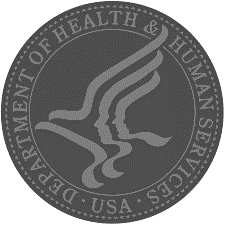 DEPARTMENT OF HEALTH & HUMAN SERVICES · USA ·